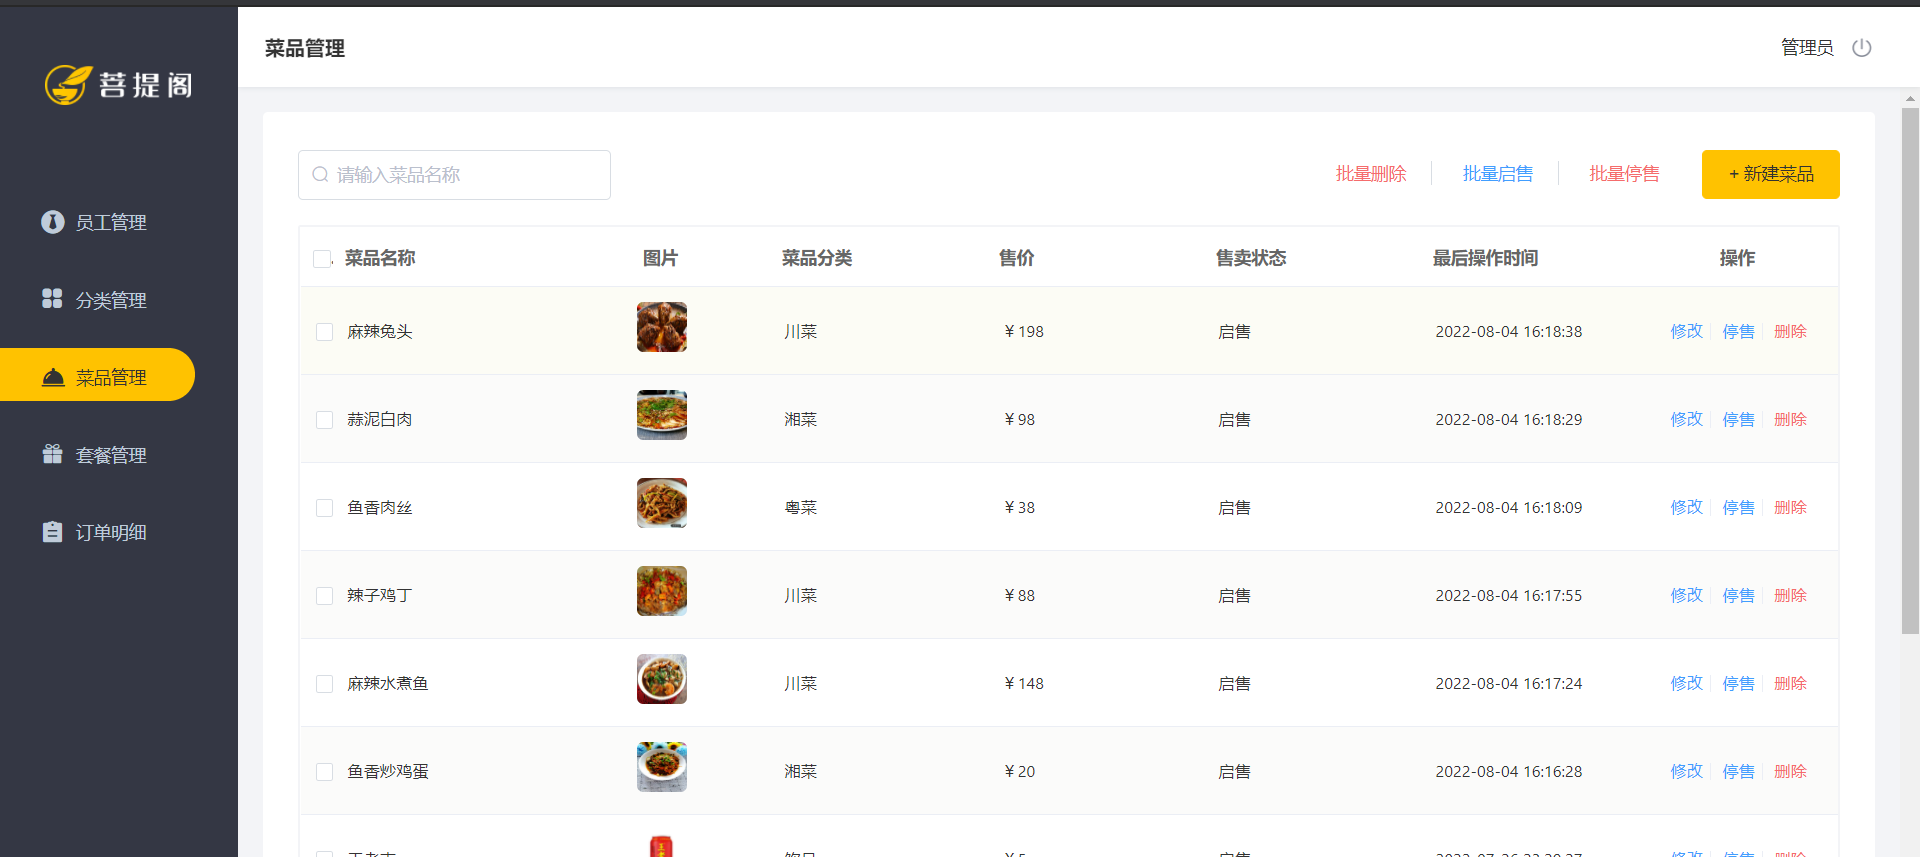 菩提阁
菜品管理
管理员
员工管理
分类管理
菜品管理
套餐管理
订单明细
请输入菜品名称
批量删除 批量启售 批量停售 + 新建菜品
菜品名称 图片 菜品分类 售价 售卖状态 最后操作时间 操作
麻辣兔头 川菜 ¥ 198 启售 2022-08-04 16:18:38 修改 停售 删除
蒜泥白肉 湘菜 ¥ 98 启售 2022-08-04 16:18:29 修改 停售 删除
鱼香肉丝 粤菜 ¥ 38 启售 2022-08-04 16:18:09 修改 停售 删除
辣子鸡丁 川菜 ¥ 88 启售 2022-08-04 16:17:55 修改 停售 删除
麻辣水煮鱼 川菜 ¥ 148 启售 2022-08-04 16:17:24 修改 停售 删除
鱼香炒鸡蛋 湘菜 ¥ 20 启售 2022-08-04 16:16:28 修改 停售 删除